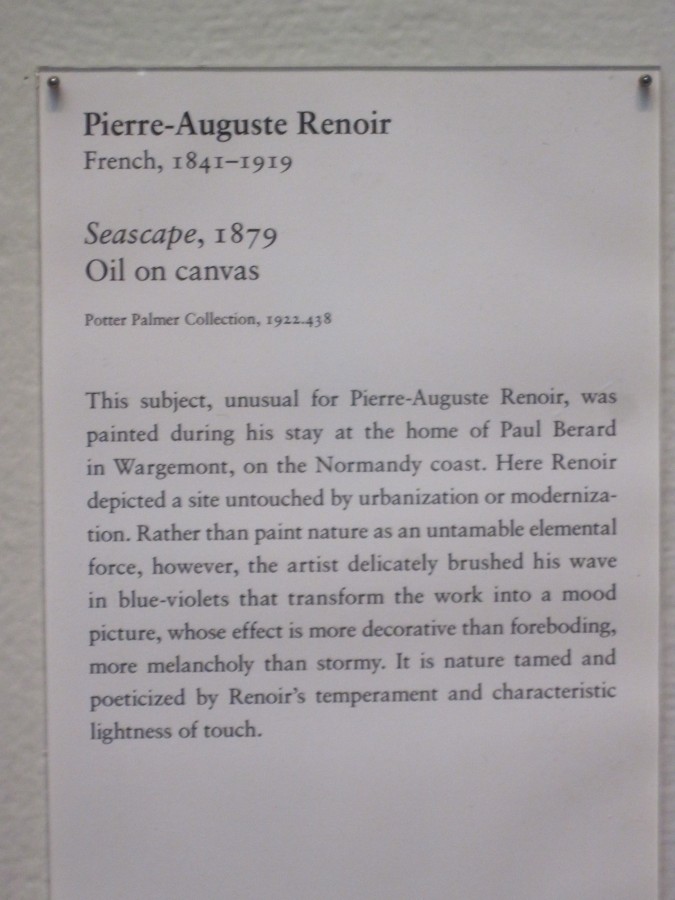 Pierre-Auguste Renoir
French, 1841–1919
Seascape, 1879
Oil on canvas
Potter Palmer Collection, 1922.438
This subject, unusual for Pierre-Auguste Renoir, was
painted during his stay at the home of Paul Berard
in Wargemont, on the Normandy coast. Here Renoir
depicted a site untouched by urbanization or moderniza-
tion. Rather than paint nature as an untamable elemental
force, however, the artist delicately brushed his wave
in blue-violets that transform the work into a mood
picture, whose effect is more decorative than foreboding,
more melancholy than stormy. It is nature tamed and
poeticized by Renoir's temperament and characteristic
lightness of touch.